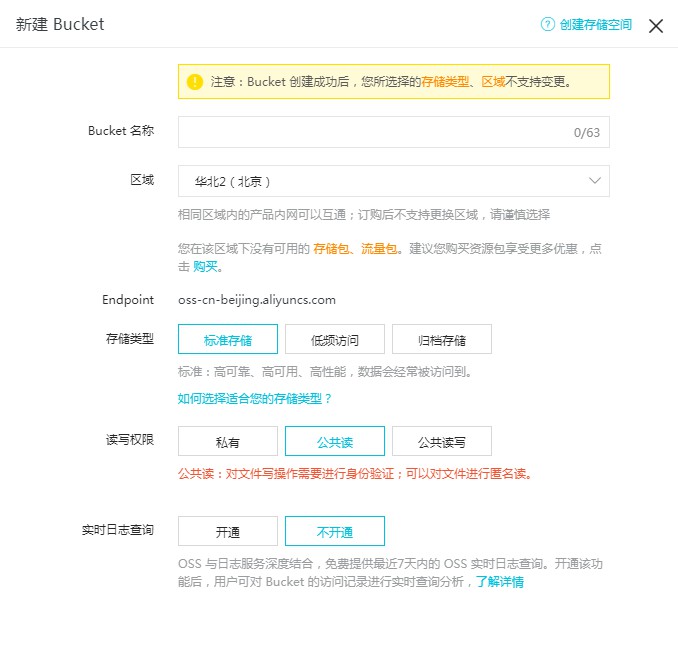 新建 Bucket
? 创建存储空间
! 注意：Bucket 创建成功后，您所选择的存储类型、区域不支持变更。
Bucket 名称
0/63
区域
华北2（北京）
相同区域内的产品内网可以互通；订购后不支持更换区域，请谨慎选择
您在该区域下没有可用的 存储包、流量包。建议您购买资源包享受更多优惠，点
击 购买。
Endpoint
oss-cn-beijing.aliyuncs.com
存储类型
标准存储 低频访问 归档存储
标准：高可靠、高可用、高性能，数据会经常被访问到。
如何选择适合您的存储类型？
读写权限
私有 公共读 公共读写
公共读：对文件写操作需要进行身份验证；可以对文件进行匿名读。
实时日志查询
开通 不开通
OSS 与日志服务深度结合，免费提供最近7天内的 OSS 实时日志查询。开通该功
能后，用户可对 Bucket 的访问记录进行实时查询分析，了解详情